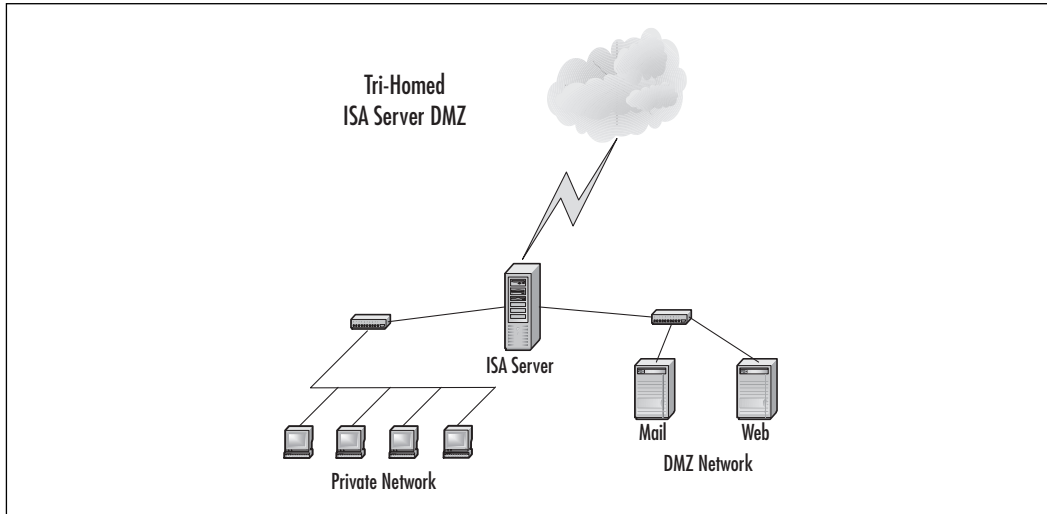 Tri-Homed
ISA Server DMZ
ISA Server
Mail
Web
DMZ Network
Private Network